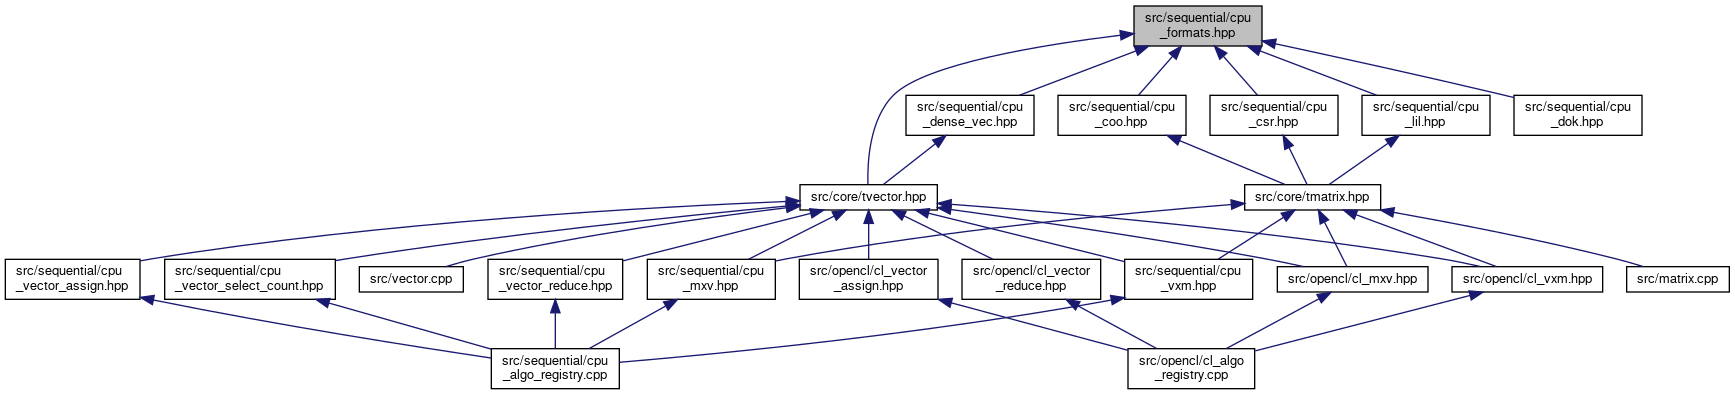 src/sequential/cpu
_formats.hpp
src/sequential/cpu
_dense_vec.hpp
src/sequential/cpu
_coo.hpp
src/sequential/cpu
_csr.hpp
src/sequential/cpu
_lil.hpp
src/sequential/cpu
_dok.hpp
src/core/tvector.hpp
src/core/tmatrix.hpp
src/sequential/cpu
_vector_assign.hpp
src/sequential/cpu
_vector_select_count.hpp
src/vector.cpp
src/sequential/cpu
_vector_reduce.hpp
src/sequential/cpu
_mxv.hpp
src/opencl/cl_vector
_assign.hpp
src/opencl/cl_vector
_reduce.hpp
src/sequential/cpu
_vxm.hpp
src/opencl/cl_mxv.hpp
src/opencl/cl_vxm.hpp
src/matrix.cpp
src/sequential/cpu
_algo_registry.cpp
src/opencl/cl_algo
_registry.cpp